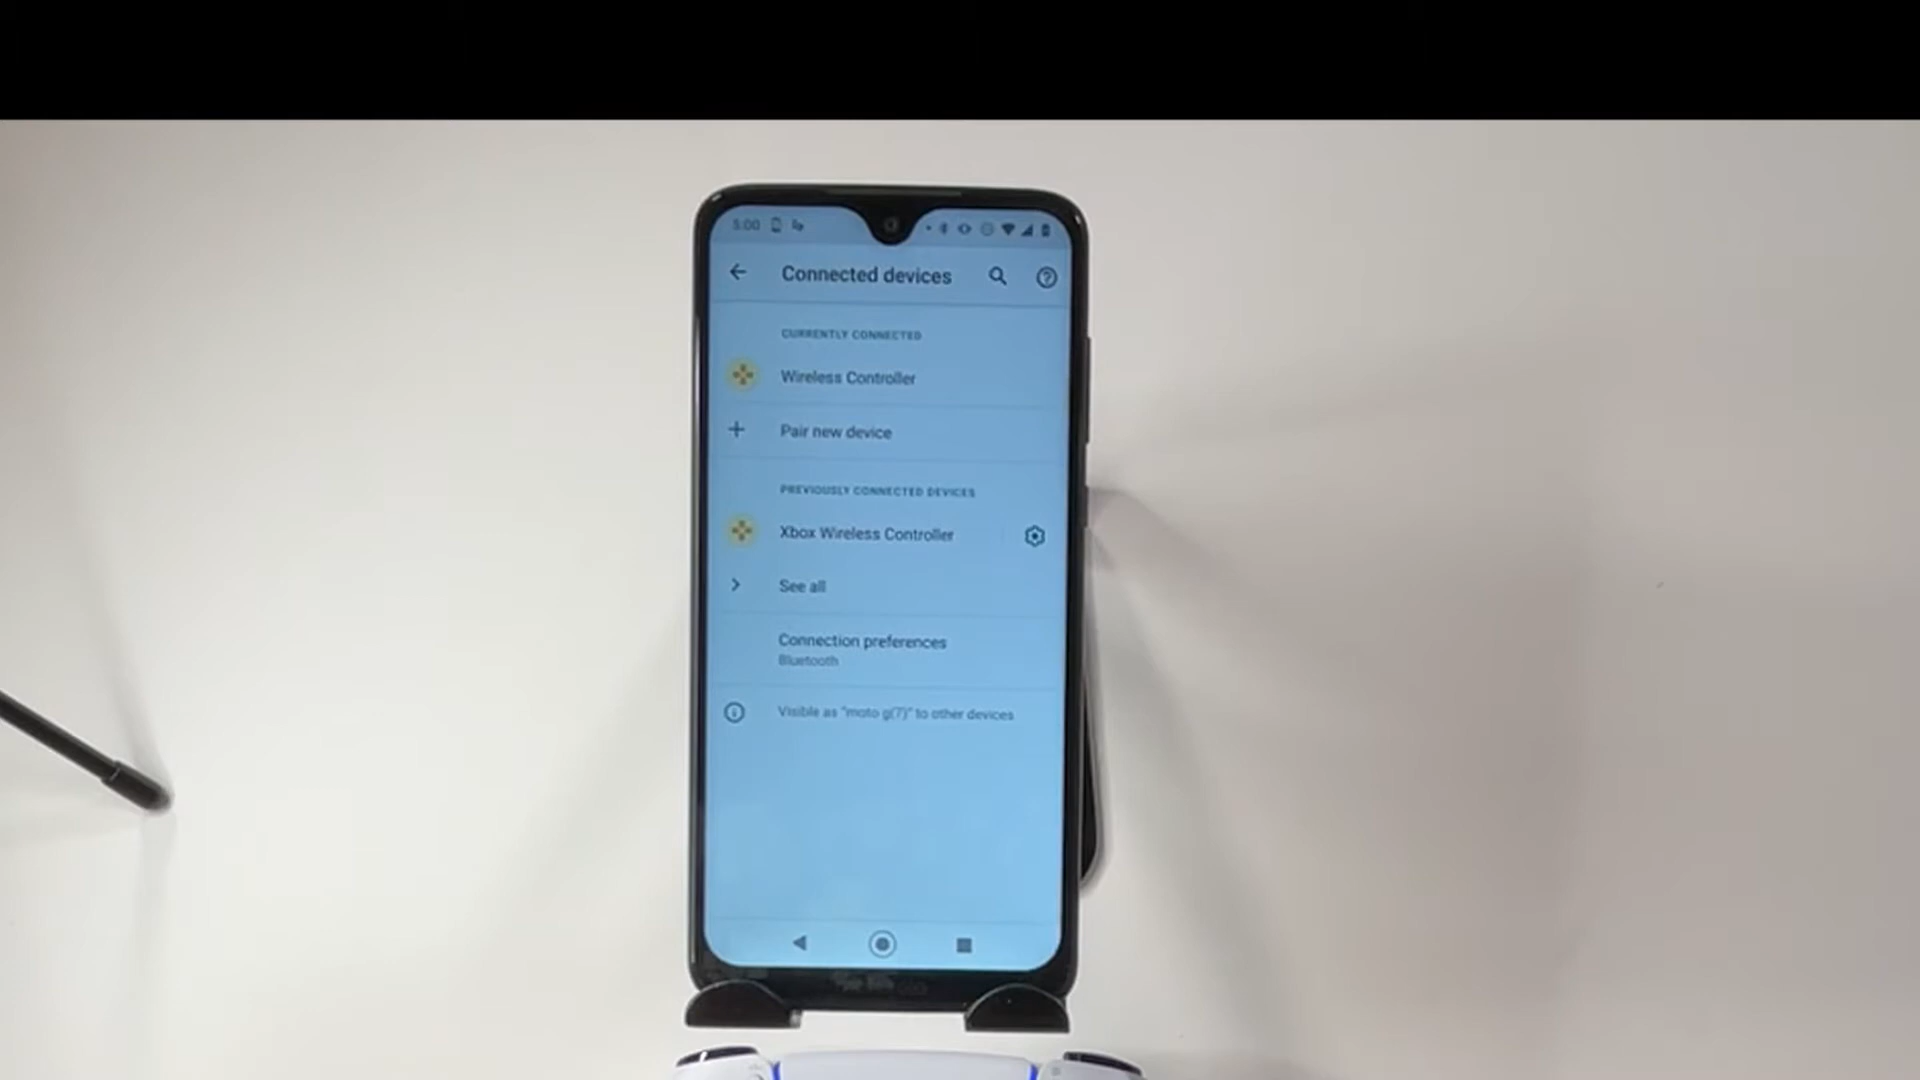 5:00
Connected devices
CURRENTLY CONNECTED
Wireless Controller
Pair new device
PREVIOUSLY CONNECTED DEVICES
Xbox Wireless Controller
See all
Connection preferences
Bluetooth
Visible as "moto g(7)" to other devices